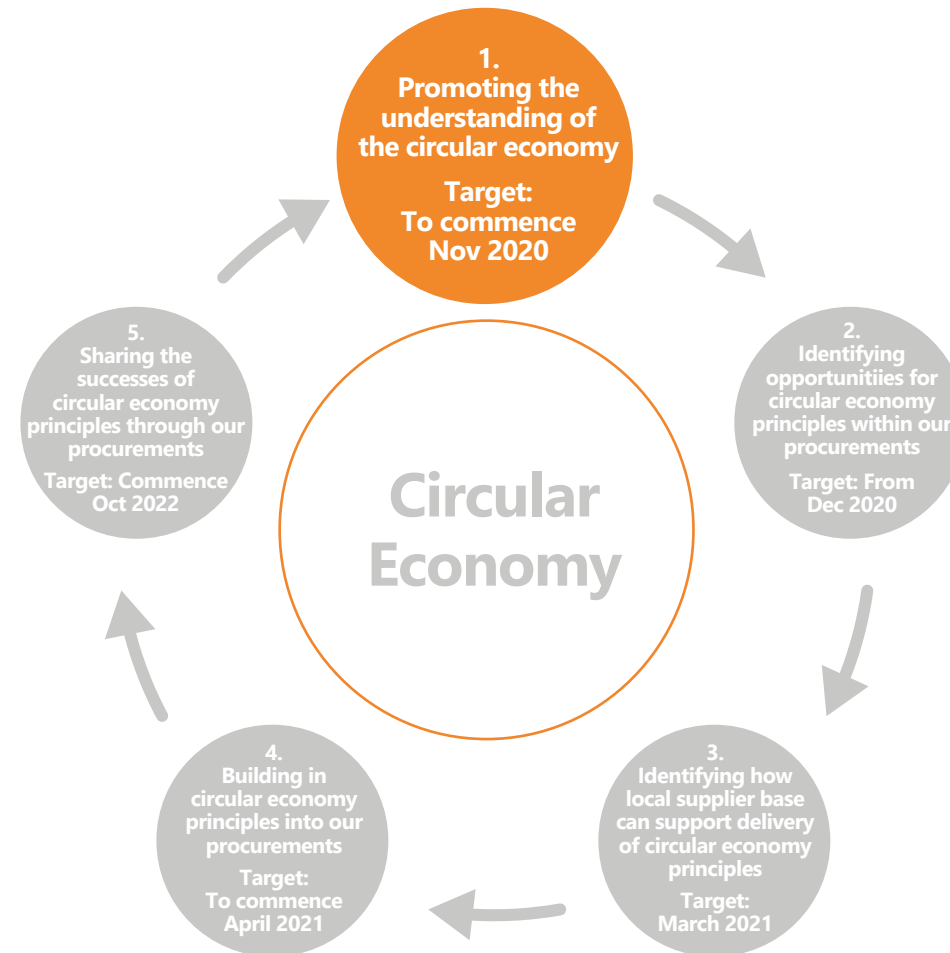 1.
Promoting the
understanding of
the circular economy
Target:
To commence
Nov 2020
2.
Identifying
opportunitiies for
circular economy
principles within our
procurements
Target: From
Dec 2020
3.
Identifying how
local supplier base
can support delivery
of circular economy
principles
Target:
March 2021
4.
Building in
circular economy
principles into our
procurements
Target:
To commence
April 2021
5.
Sharing the
successes of
circular economy
principles through our
procurements
Target: Commence
Oct 2022
Circular
Economy